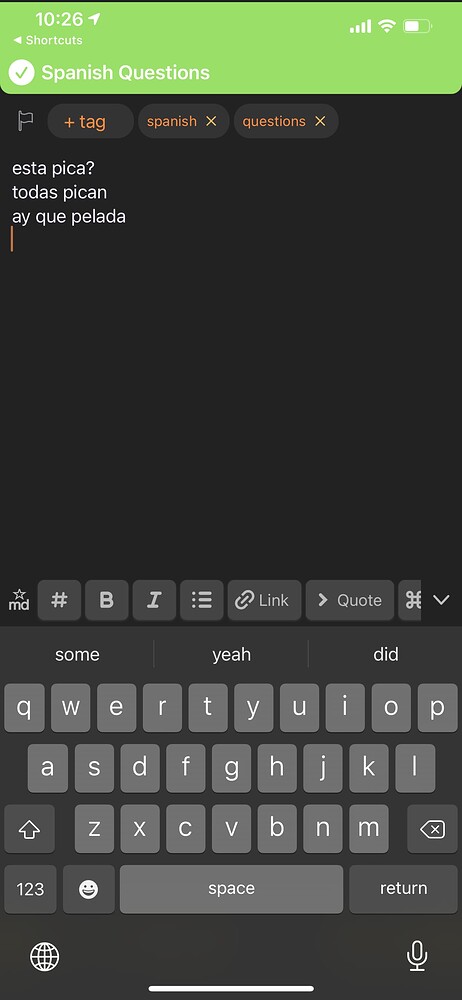 10:26
◀ Shortcuts
Spanish Questions
+ tag spanish × questions ×
esta pica?
todas pican
ay que pelada
md # B I Link Quote ⌘
some yeah did
q w e r t y u i o p
a s d f g h j k l
z x c v b n m
123 space return